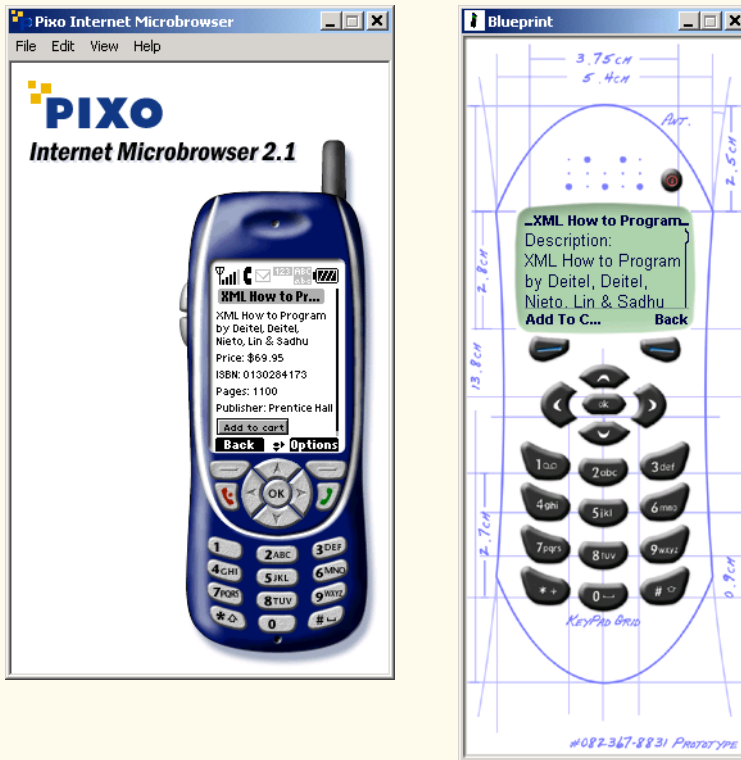 Pixo Internet Microbrowser
File Edit View Help
PIXO
Internet Microbrowser 2.1
123 ABC
abc
XML How to Pr...
XML How to Program
by Deitel, Deitel,
Nieto, Lin & Sadhu
Price: $69.95
ISBN: 0130284173
Pages: 1100
Publisher: Prentice Hall
Add to cart
Back Options
OK
1 2ABC 3DEF
4GHI 5JKL 6MNO
7PQRS 8TUV 9WXYZ
* 0 #
Blueprint
3.75CM
5.4CM
ANT.
2.5CM
XML How to Program
Description:
XML How to Program
by Deitel, Deitel,
Nieto, Lin & Sadhu
Add To C... Back
2.8CM
13.8CM
ok
1 2abc 3def
4ghi 5jkl 6mno
7pqrs 8tuv 9wxyz
* + 0 #
2.7CM
0.9CM
KEYPAD GRID
#082367-8831 PROTOTYPE